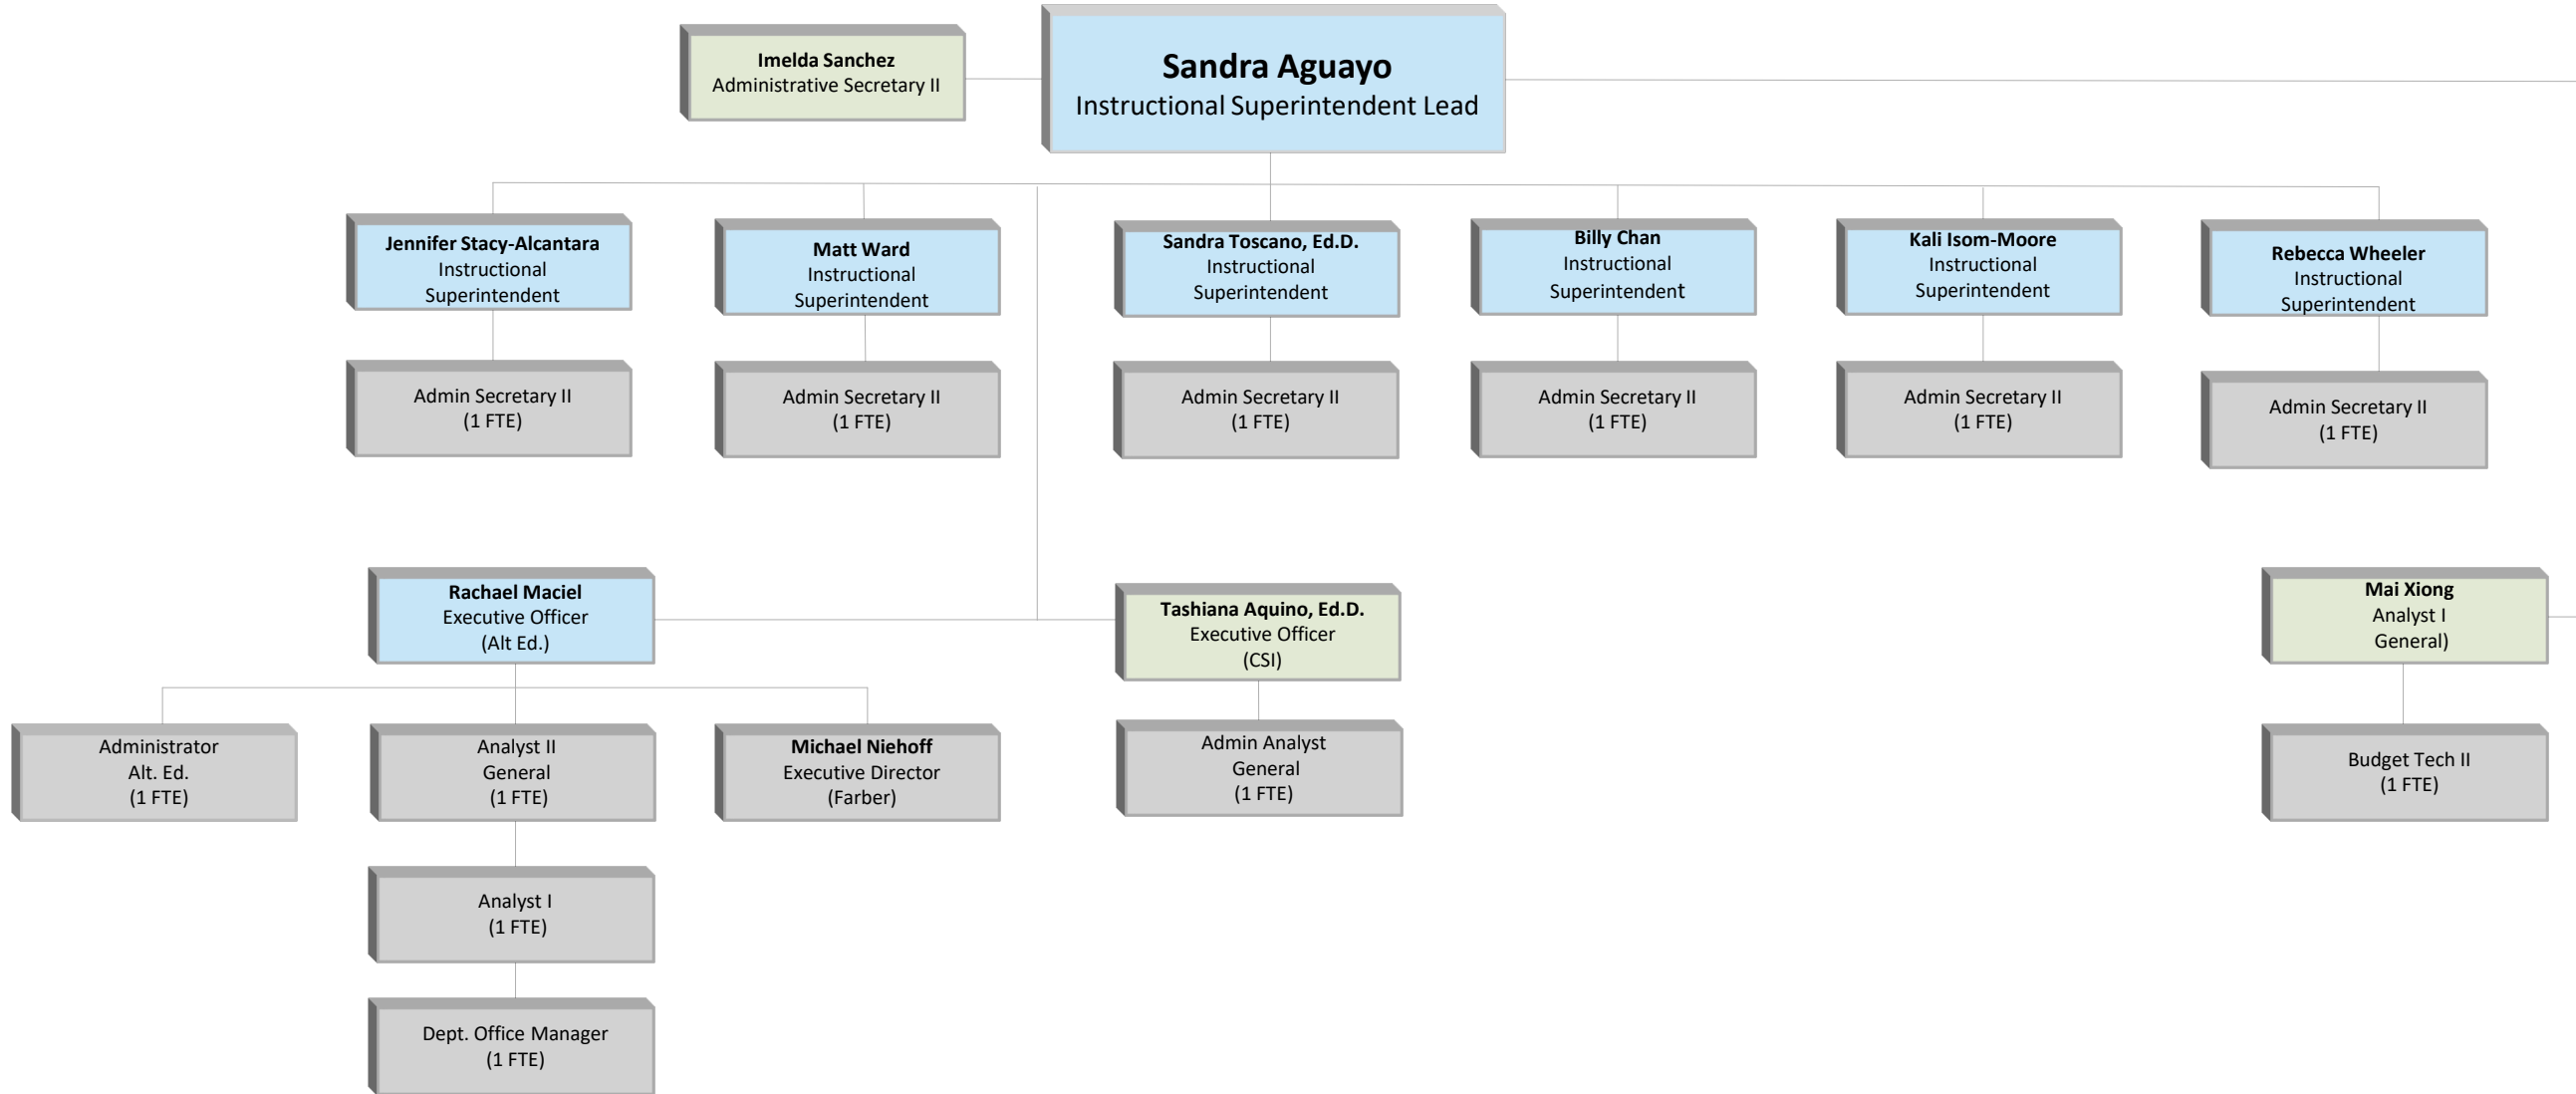 Imelda Sanchez
Administrative Secretary II
Sandra Aguayo
Instructional Superintendent Lead
Jennifer Stacy-Alcantara
Instructional
Superintendent
Matt Ward
Instructional
Superintendent
Sandra Toscano, Ed.D.
Instructional
Superintendent
Billy Chan
Instructional
Superintendent
Kali Isom-Moore
Instructional
Superintendent
Rebecca Wheeler
Instructional
Superintendent
Admin Secretary II
(1 FTE)
Admin Secretary II
(1 FTE)
Admin Secretary II
(1 FTE)
Admin Secretary II
(1 FTE)
Admin Secretary II
(1 FTE)
Admin Secretary II
(1 FTE)
Rachael Maciel
Executive Officer
(Alt Ed.)
Tashiana Aquino, Ed.D.
Executive Officer
(CSI)
Mai Xiong
Analyst I
General)
Administrator
Alt. Ed.
(1 FTE)
Analyst II
General
(1 FTE)
Michael Niehoff
Executive Director
(Farber)
Admin Analyst
General
(1 FTE)
Budget Tech II
(1 FTE)
Analyst I
(1 FTE)
Dept. Office Manager
(1 FTE)